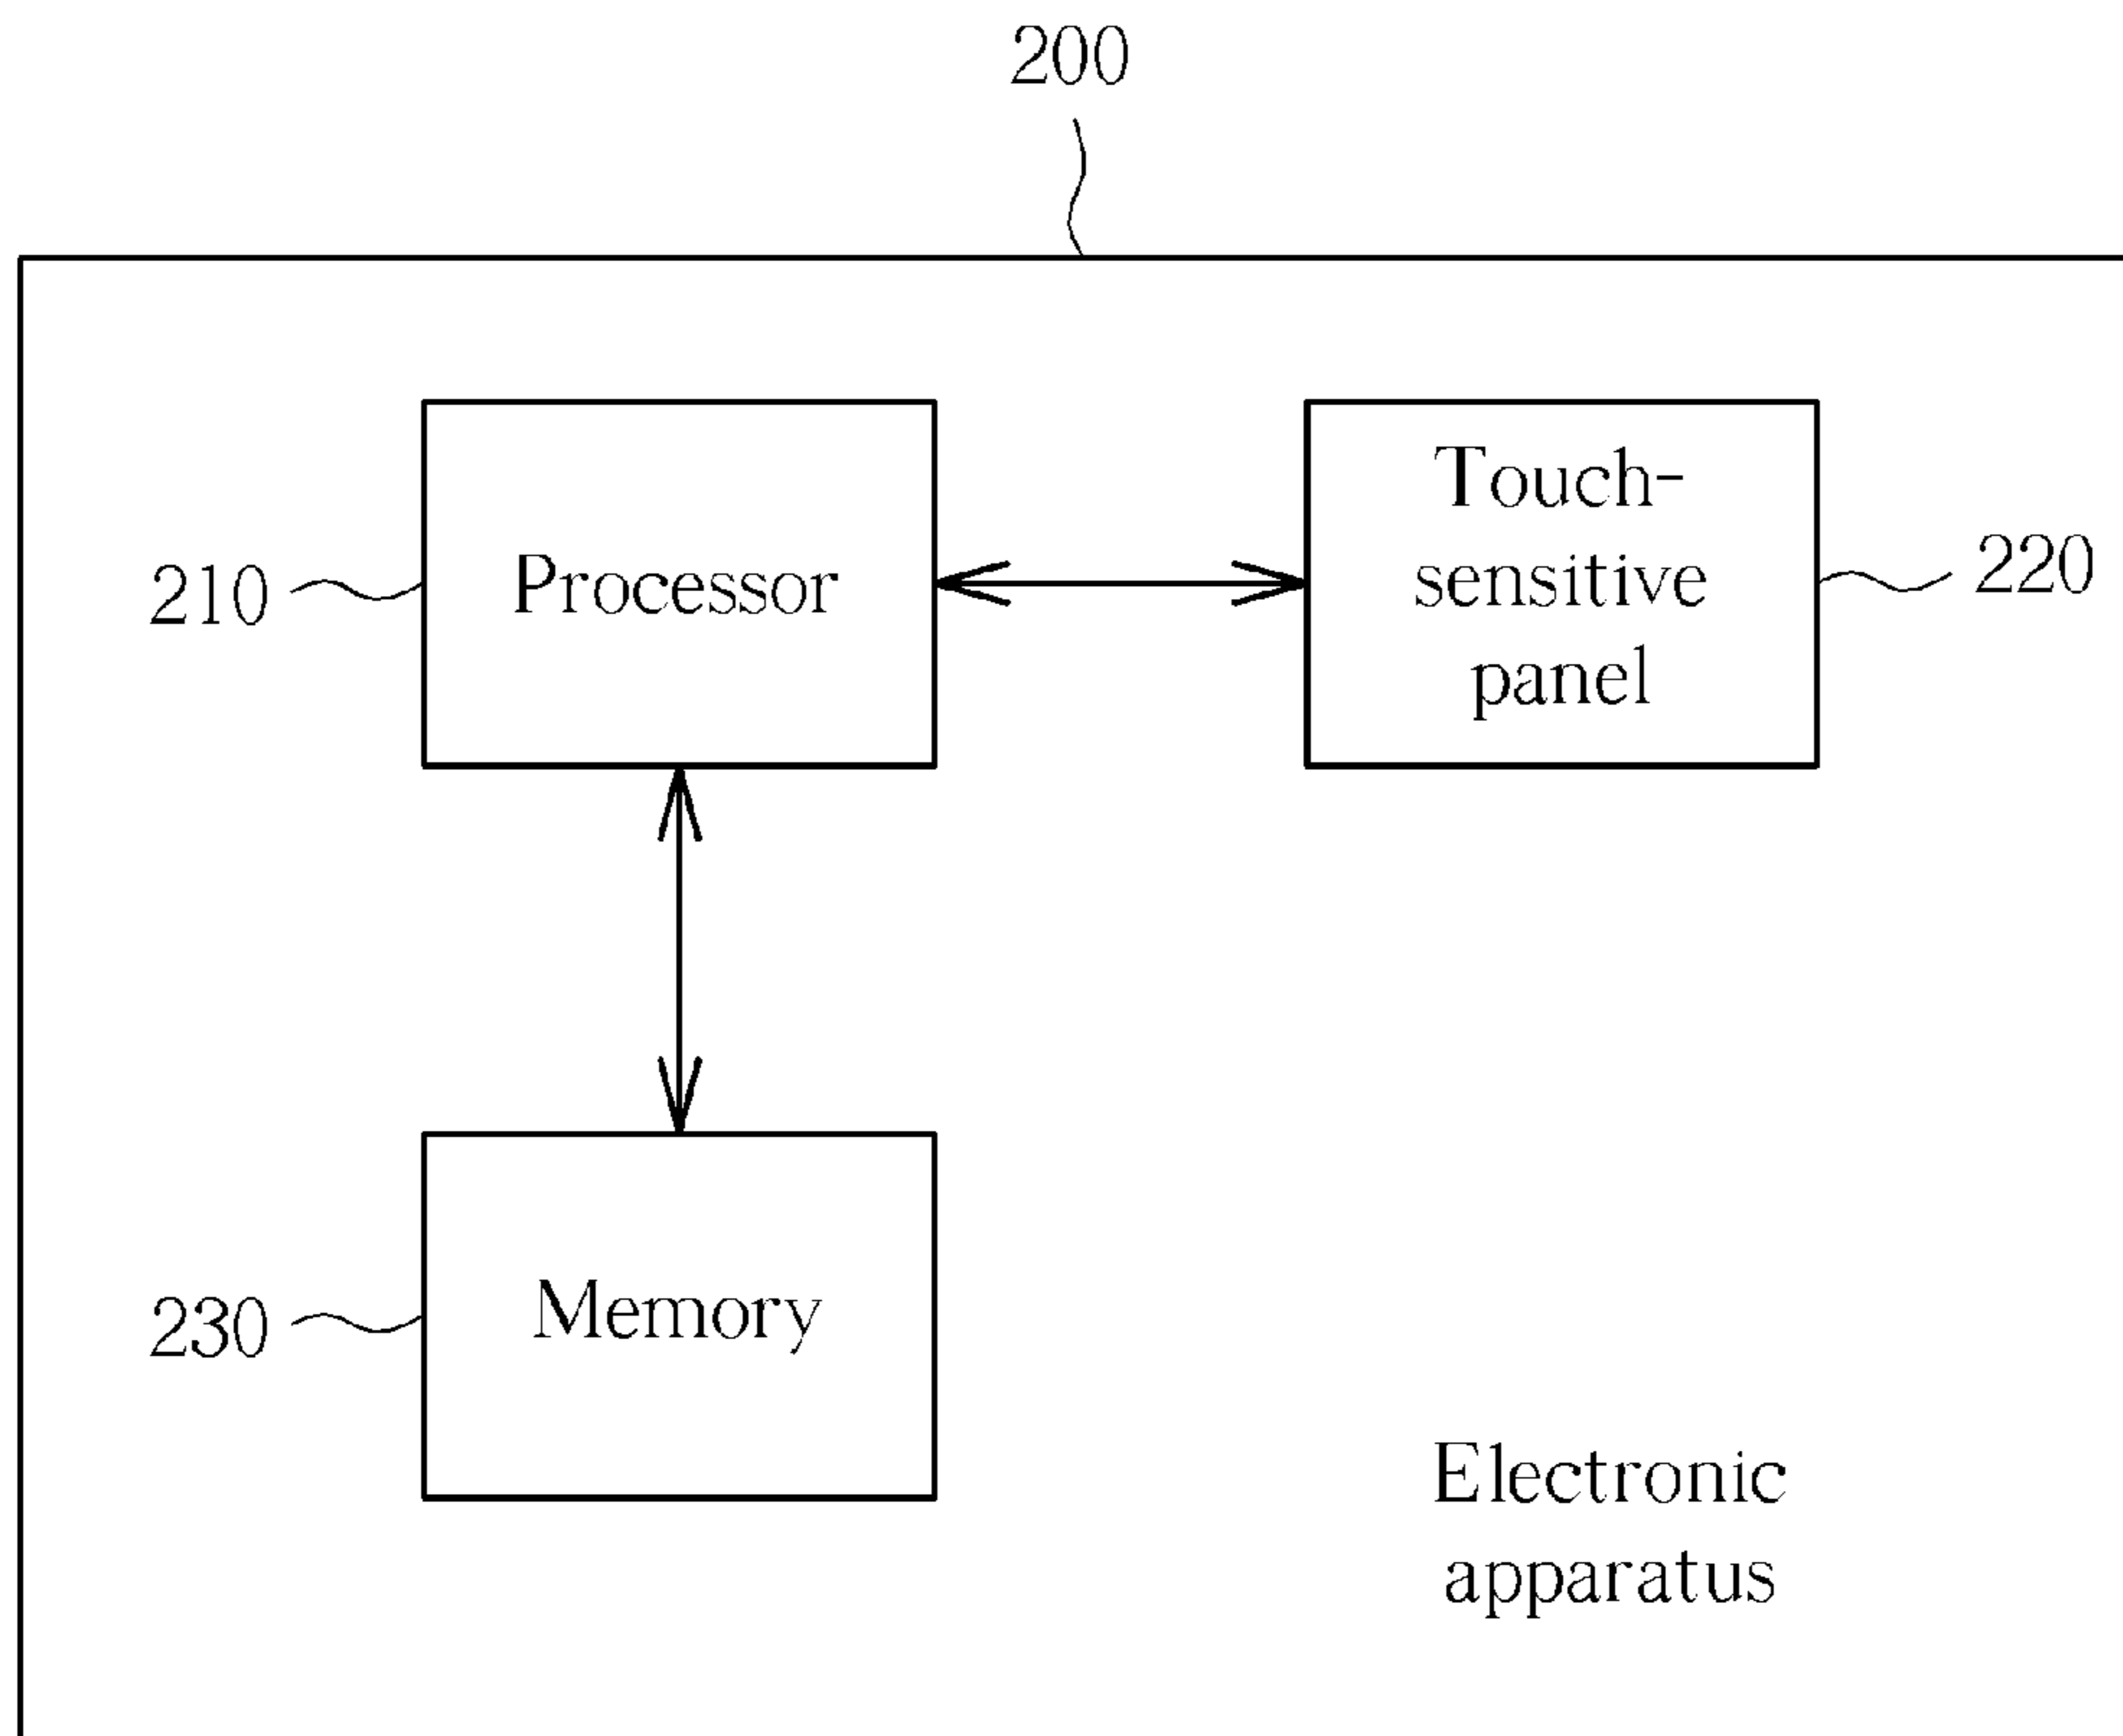 200
210
Processor
Touch-
sensitive
panel
220
230
Memory
Electronic
apparatus